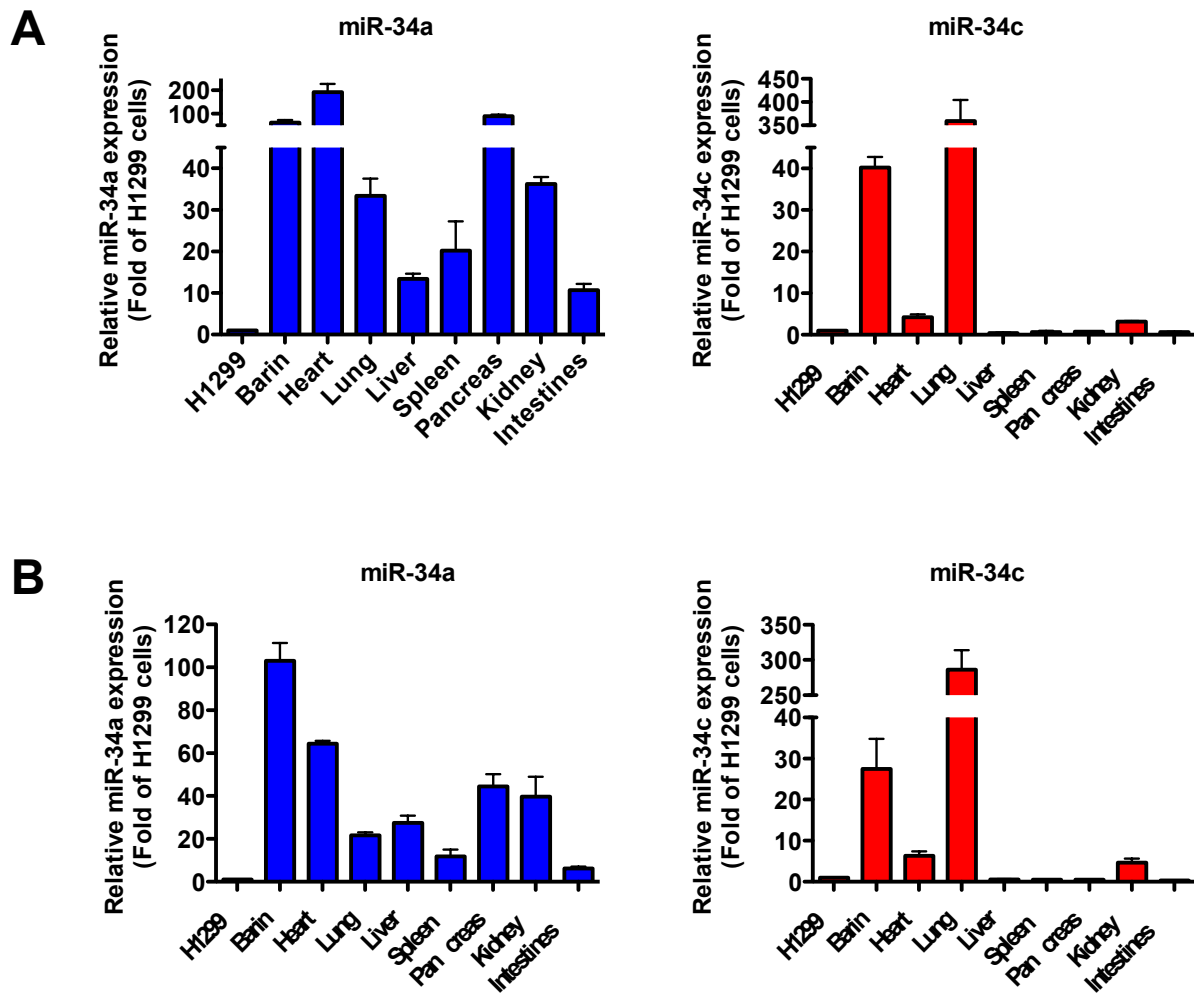 A
miR-34a
Relative miR-34a expression
(Fold of H1299 cells)
200
100
40
30
20
10
0
H1299
Barin
Heart
Lung
Liver
Spleen
Pancreas
Kidney
Intestines
miR-34c
Relative miR-34c expression
(Fold of H1299 cells)
450
400
350
40
30
20
10
0
H1299
Barin
Heart
Lung
Liver
Spleen
Pan creas
Kidney
Intestines
B
miR-34a
Relative miR-34a expression
(Fold of H1299 cells)
120
100
80
60
40
20
0
H1299
Barin
Heart
Lung
Liver
Spleen
Pan creas
Kidney
Intestines
miR-34c
Relative miR-34c expression
(Fold of H1299 cells)
350
300
250
40
30
20
10
0
H1299
Barin
Heart
Lung
Liver
Spleen
Pan creas
Kidney
Intestines